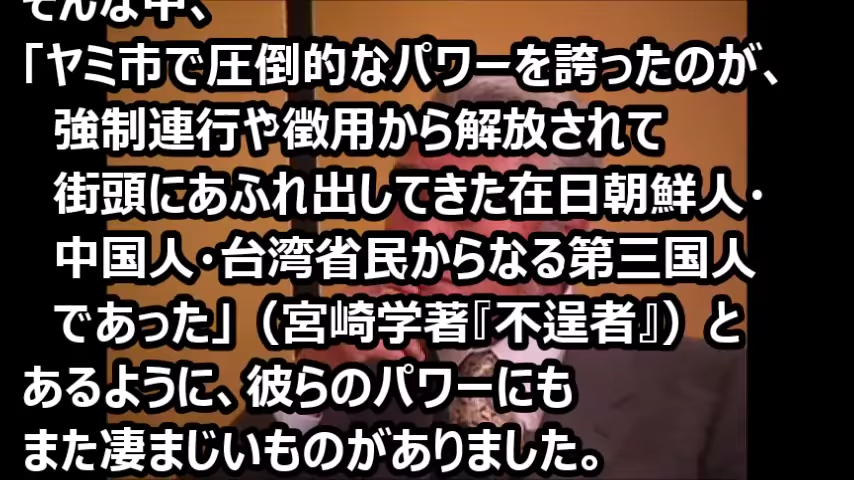 そんな中、
「ヤミ市で圧倒的なパワーを誇ったのが、
強制連行や徴用から解放されて
街頭にあふれ出してきた在日朝鮮人・
中国人・台湾省民からなる第三国人
であった」（宮崎学著『不逞者』）と
あるように、彼らのパワーにも
また凄まじいものがありました。